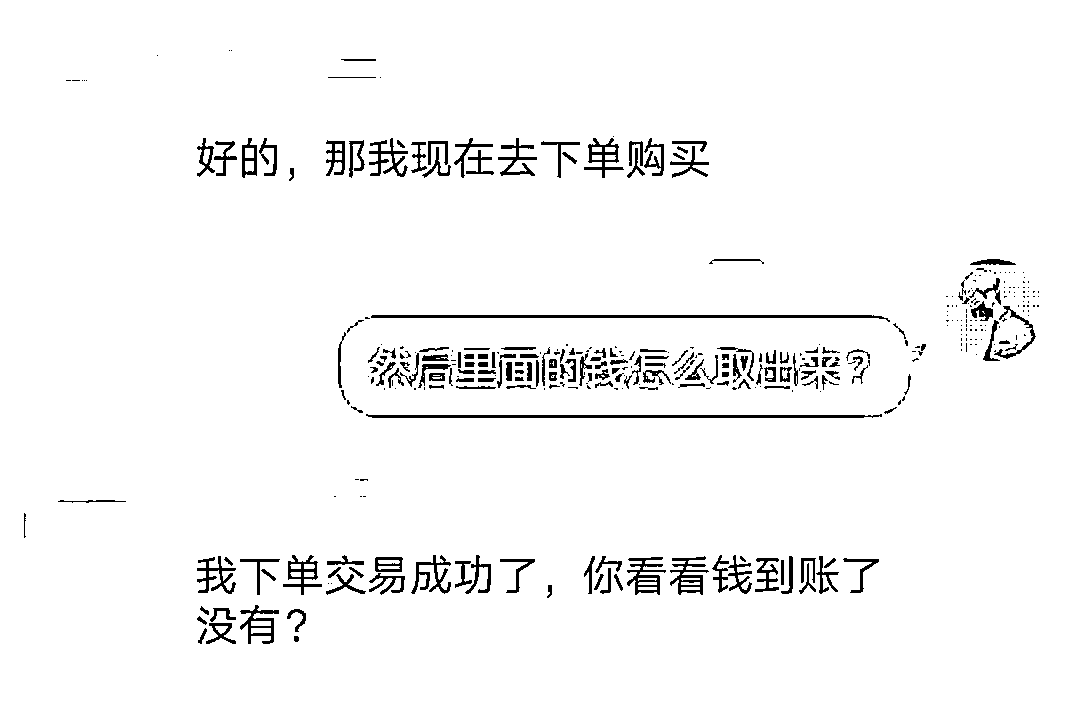 好的，那我现在去下单购买
然后里面的钱怎么取出来？
我下单交易成功了，你看看钱到账了
没有？